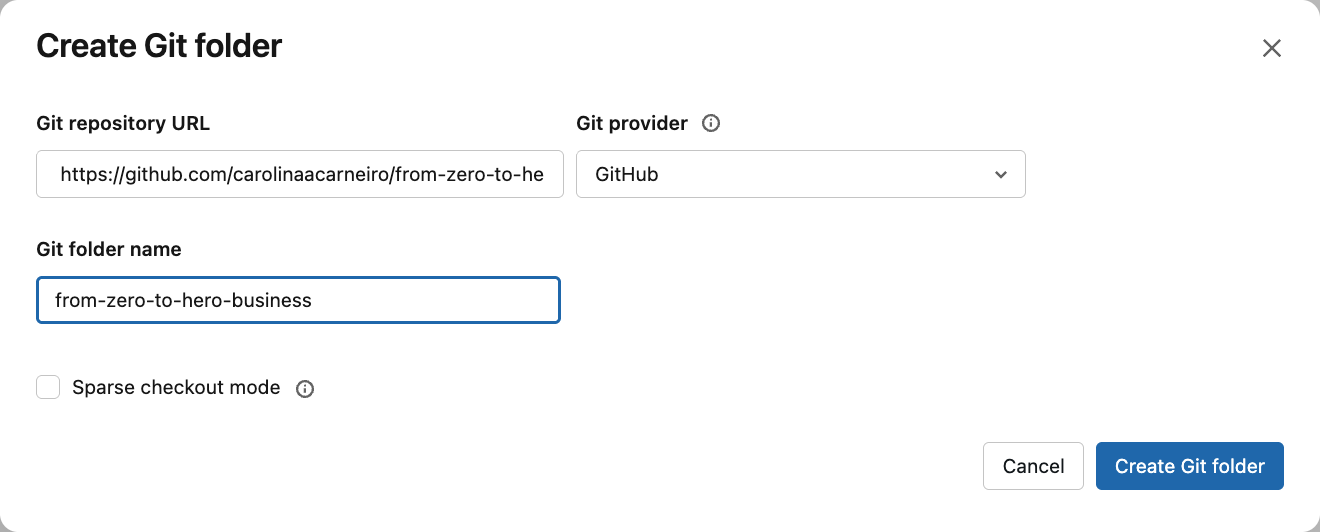 Create Git folder
Git repository URL
Git provider
https://github.com/carolinaacarneiro/from-zero-to-he
GitHub
Git folder name
from-zero-to-hero-business
Sparse checkout mode
Cancel
Create Git folder